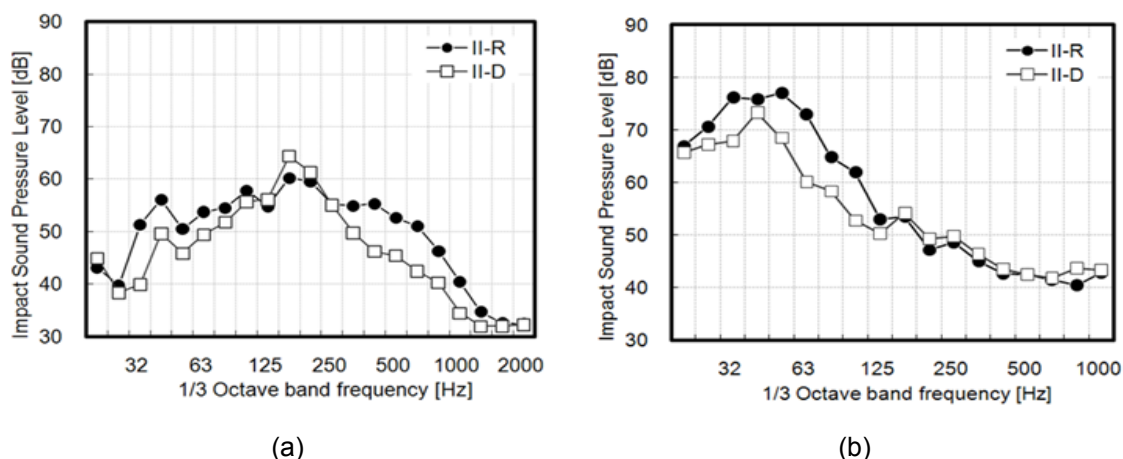 90
80
70
60
50
40
30
Impact Sound Pressure Level [dB]
II-R
II-D
32 63 125 250 500 1000 2000
1/3 Octave band frequency [Hz]
(a)
90
80
70
60
50
40
30
Impact Sound Pressure Level [dB]
II-R
II-D
32 63 125 250 500 1000
1/3 Octave band frequency [Hz]
(b)